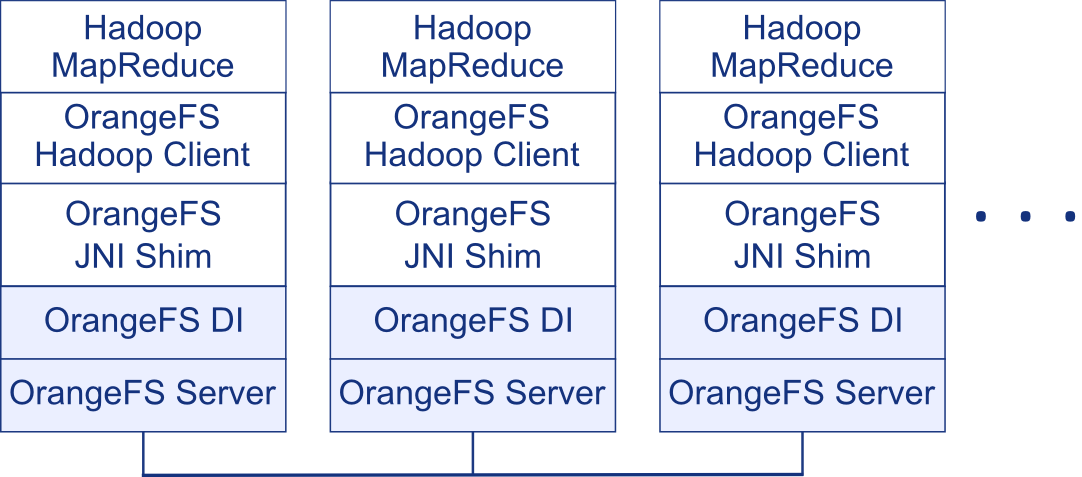 Hadoop
MapReduce
OrangeFS
Hadoop Client
OrangeFS
JNI Shim
OrangeFS DI
OrangeFS Server
Hadoop
MapReduce
OrangeFS
Hadoop Client
OrangeFS
JNI Shim
OrangeFS DI
OrangeFS Server
Hadoop
MapReduce
OrangeFS
Hadoop Client
OrangeFS
JNI Shim
OrangeFS DI
OrangeFS Server
. . .